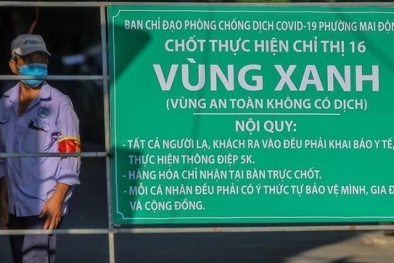 BAN CHỈ ĐẠO PHÒNG CHỐNG DỊCH COVID-19 PHƯỜNG MAI ĐỘN
CHỐT THỰC HIỆN CHỈ THỊ 16
VÙNG XANH
(VÙNG AN TOÀN KHÔNG CÓ DỊCH)
NỘI QUY:
- TẤT CẢ NGƯỜI LẠ, KHÁCH RA VÀO ĐỀU PHẢI KHAI BÁO Y TẾ,
THỰC HIỆN THÔNG ĐIỆP 5K.
- HÀNG HÓA CHỈ NHẬN TẠI BÀN TRỰC CHỐT.
- MỖI CÁ NHÂN ĐỀU PHẢI CÓ Ý THỨC TỰ BẢO VỆ MÌNH, GIA Đ
VÀ CỘNG ĐỒNG.